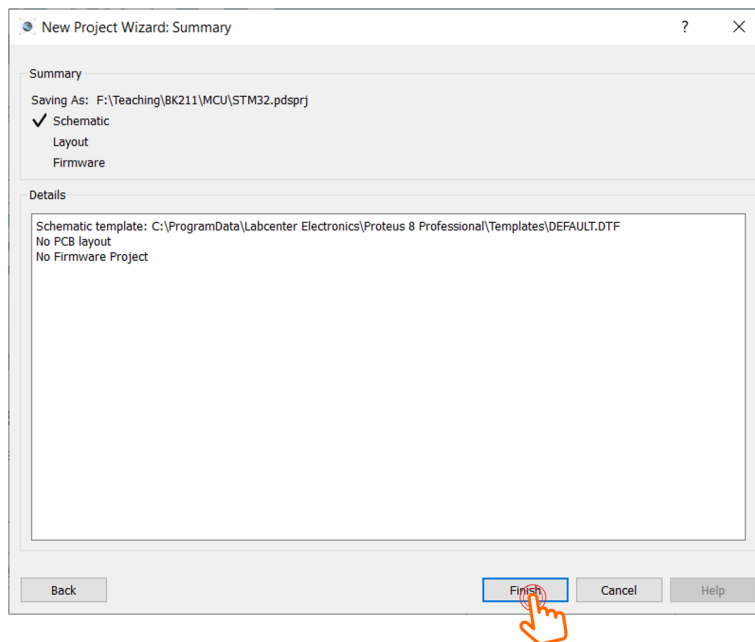 New Project Wizard: Summary
?
Summary
Saving As: F:\Teaching\BK211\MCU\STM32.pdsprj
Schematic
Layout
Firmware
Details
Schematic template: C:\ProgramData\Labcenter Electronics\Proteus 8 Professional\Templates\DEFAULT.DTF
No PCB layout
No Firmware Project
Back
Finish
Cancel
Help